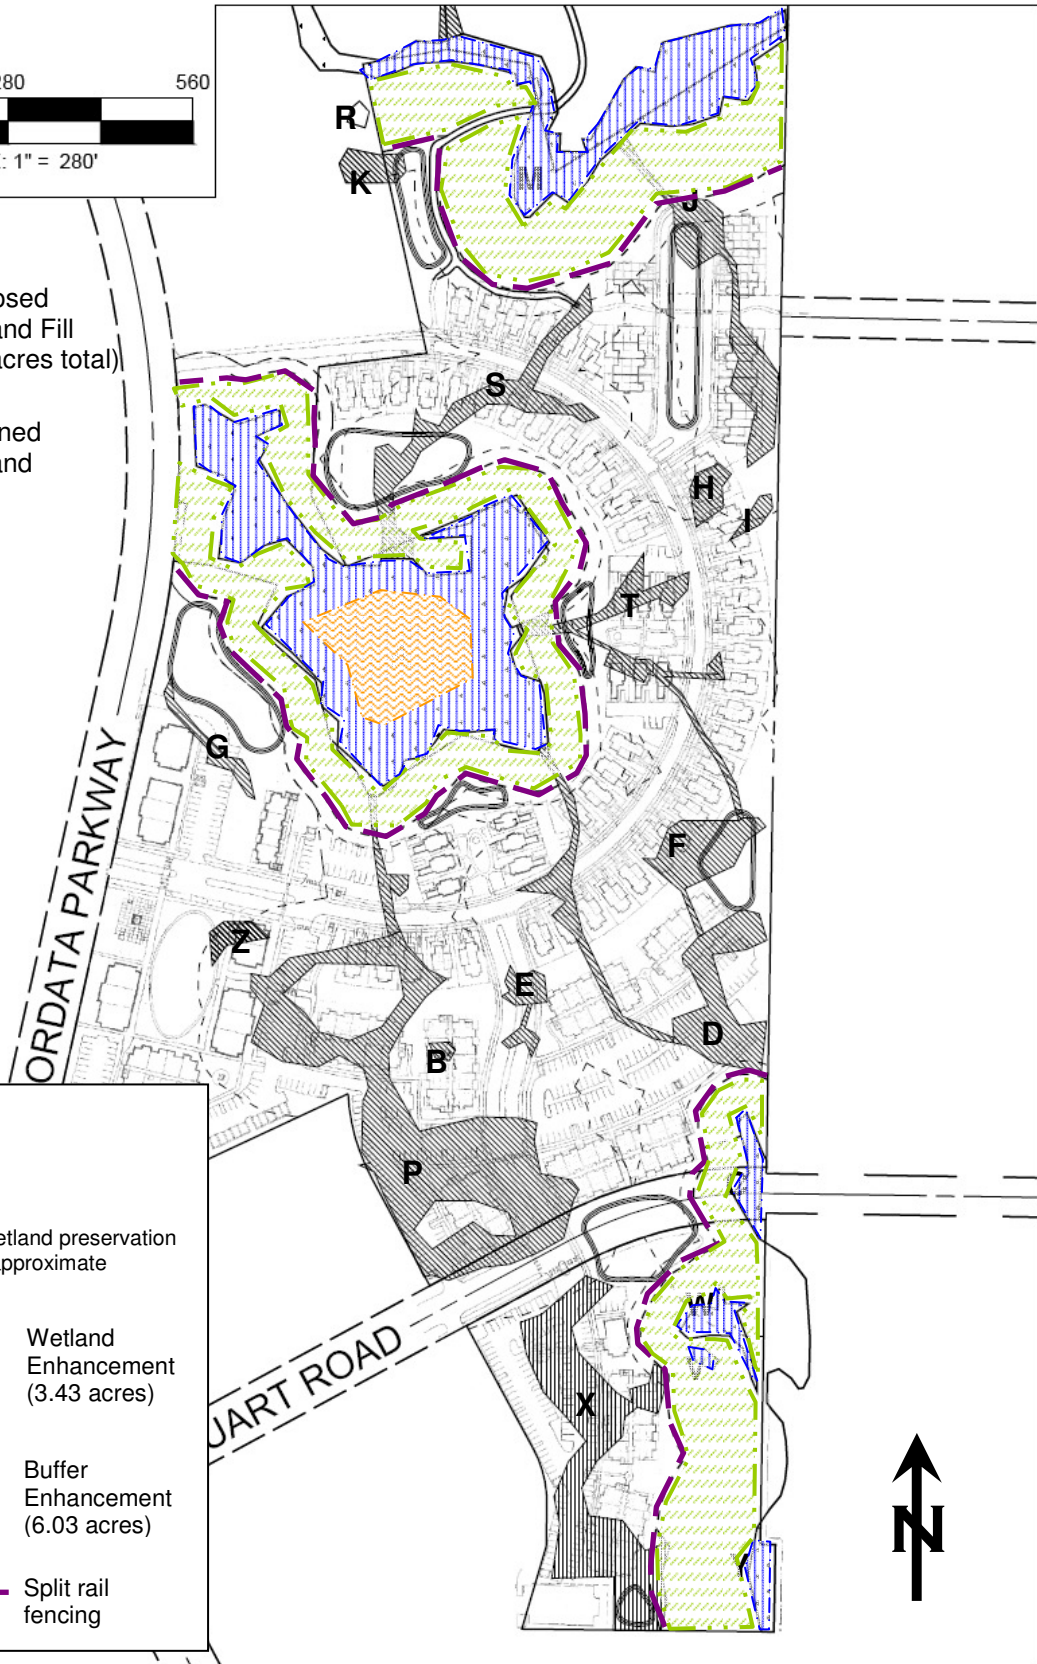 280 560
: 1" = 280'
R
K
M
J
osed
and Fill
acres total)
S
ned
and
H
I
T
G
F
ORDATA PARKWAY
Z
E
D
B
P
etland preservation
approximate
W
Wetland
Enhancement
(3.43 acres)
UART ROAD
X
Buffer
Enhancement
(6.03 acres)
N
Split rail
fencing